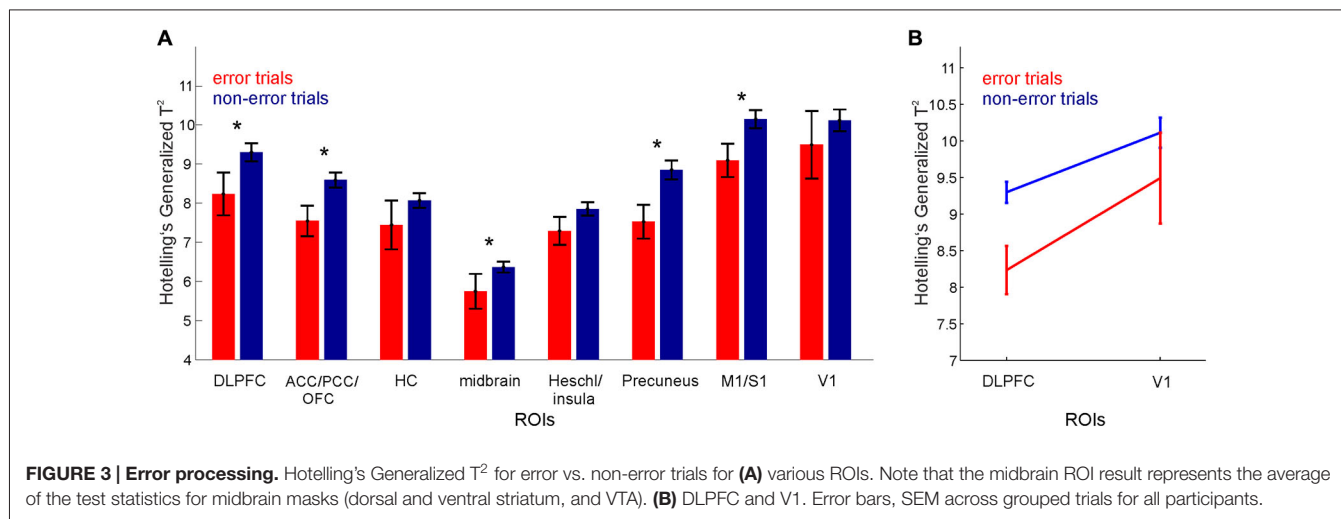 A
B
error trials
non-error trials
Hotelling's Generalized T²
11
10
9
8
7
6
5
4
*
*
*
*
*
DLPFC
ACC/PCC/
OFC
HC
midbrain
Heschl/
insula
Precuneus
M1/S1
V1
ROIs
error trials
non-error trials
Hotelling's Generalized T²
11
10.5
10
9.5
9
8.5
8
7.5
7
DLPFC
V1
ROIs
FIGURE 3 | Error processing. Hotelling's Generalized T² for error vs. non-error trials for (A) various ROIs. Note that the midbrain ROI result represents the average
of the test statistics for midbrain masks (dorsal and ventral striatum, and VTA). (B) DLPFC and V1. Error bars, SEM across grouped trials for all participants.